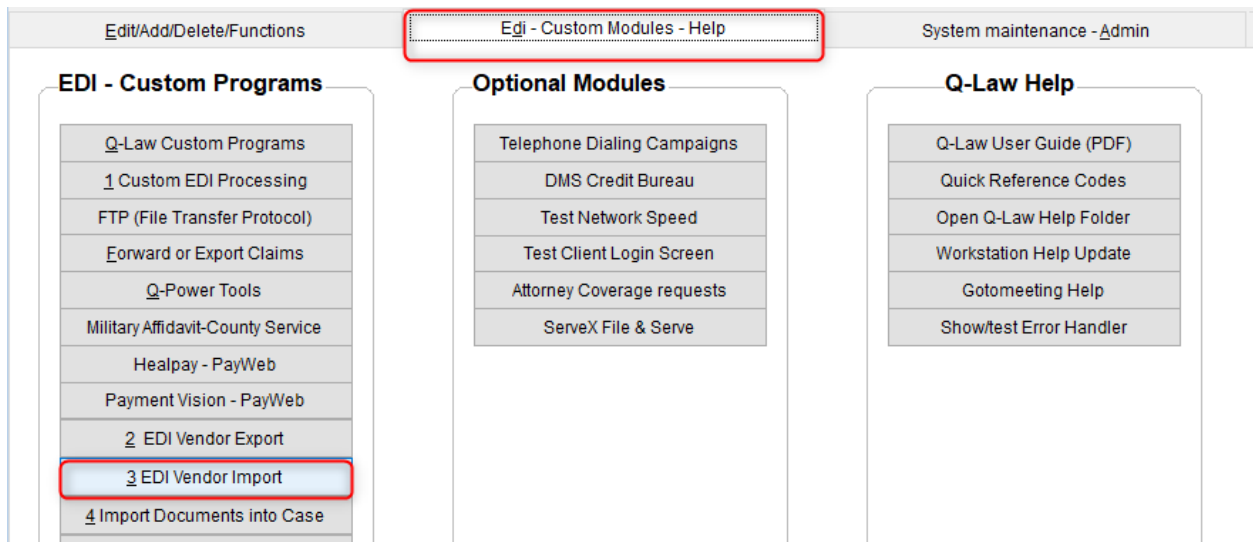 Edit/Add/Delete/Functions
Edi - Custom Modules - Help
System maintenance - Admin
EDI - Custom Programs
Q-Law Custom Programs
1 Custom EDI Processing
FTP (File Transfer Protocol)
Forward or Export Claims
Q-Power Tools
Military Affidavit-County Service
Healpay - PayWeb
Payment Vision - PayWeb
2 EDI Vendor Export
3 EDI Vendor Import
4 Import Documents into Case
Optional Modules
Telephone Dialing Campaigns
DMS Credit Bureau
Test Network Speed
Test Client Login Screen
Attorney Coverage requests
ServeX File & Serve
Q-Law Help
Q-Law User Guide (PDF)
Quick Reference Codes
Open Q-Law Help Folder
Workstation Help Update
Gotomeeting Help
Show/test Error Handler